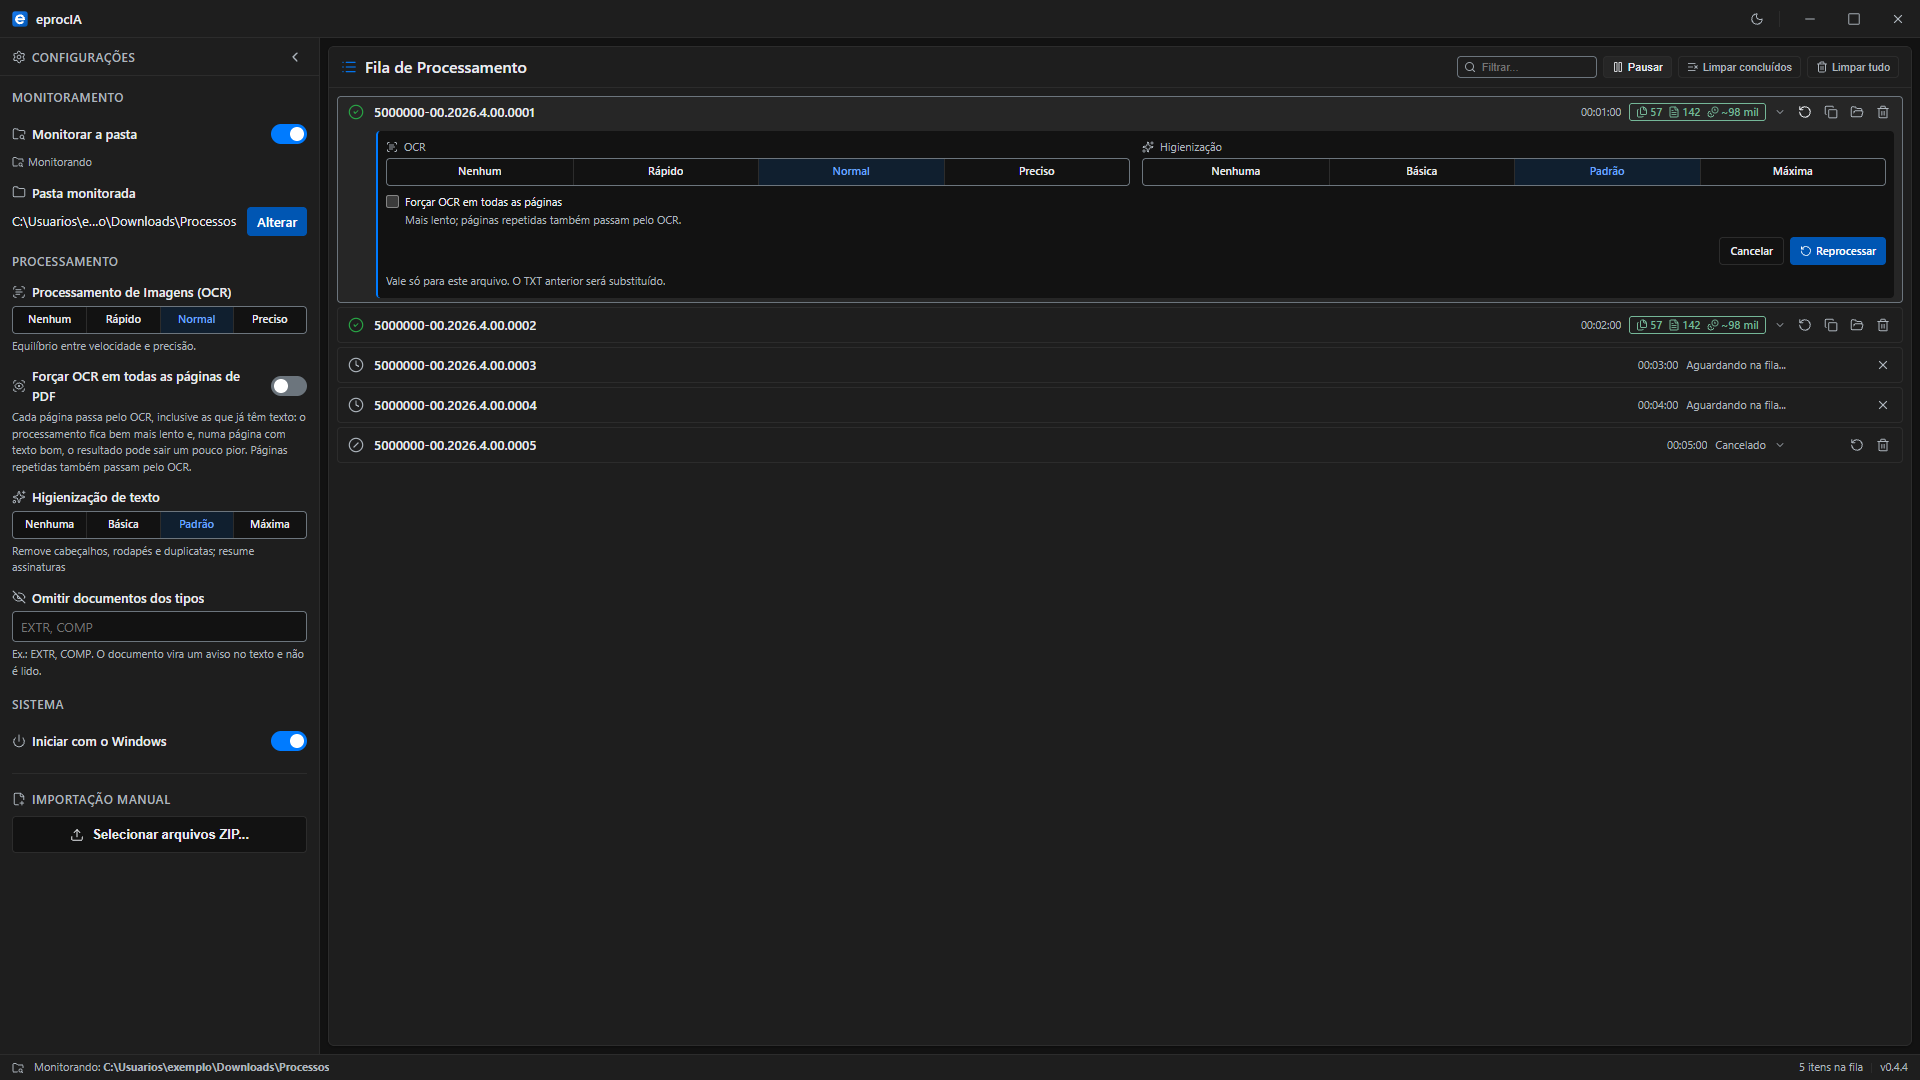 eprocIA
CONFIGURAÇÕES
MONITORAMENTO
Monitorar a pasta
Monitorando
Pasta monitorada
C:\Usuarios\e...o\Downloads\Processos
Alterar
PROCESSAMENTO
Processamento de Imagens (OCR)
Nenhum Rápido Normal Preciso
Equilíbrio entre velocidade e precisão.
Forçar OCR em todas as páginas de
PDF
Cada página passa pelo OCR, inclusive as que já têm texto: o
processamento fica bem mais lento e, numa página com
texto bom, o resultado pode sair um pouco pior. Páginas
repetidas também passam pelo OCR.
Higienização de texto
Nenhuma Básica Padrão Máxima
Remove cabeçalhos, rodapés e duplicatas; resume
assinaturas
Omitir documentos dos tipos
EXTR, COMP
Ex.: EXTR, COMP. O documento vira um aviso no texto e não
é lido.
SISTEMA
Iniciar com o Windows
IMPORTAÇÃO MANUAL
Selecionar arquivos ZIP...
Fila de Processamento
Filtrar...
Pausar
Limpar concluídos
Limpar tudo
5000000-00.2026.4.00.0001
00:01:00 57 142 ~98 mil
OCR
Nenhum Rápido Normal Preciso
Forçar OCR em todas as páginas
Mais lento; páginas repetidas também passam pelo OCR.
Higienização
Nenhuma Básica Padrão Máxima
Cancelar
Reprocessar
Vale só para este arquivo. O TXT anterior será substituído.
5000000-00.2026.4.00.0002
00:02:00 57 142 ~98 mil
5000000-00.2026.4.00.0003
00:03:00 Aguardando na fila...
5000000-00.2026.4.00.0004
00:04:00 Aguardando na fila...
5000000-00.2026.4.00.0005
00:05:00 Cancelado
Monitorando: C:\Usuarios\exemplo\Downloads\Processos
5 itens na fila
v0.4.4